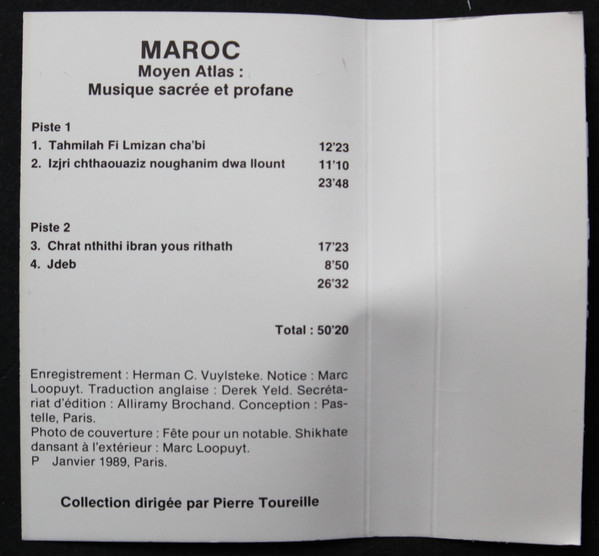 MAROC
Moyen Atlas :
Musique sacrée et profane
Piste 1
1. Tahmilah Fi Lmizan cha'bi 12'23
2. Izjri chthaouaziz noughanim dwa llount 11'10
23'48
Piste 2
3. Chrat nthithi ibran yous rithath 17'23
4. Jdeb 8'50
26'32
Total : 50'20
Enregistrement : Herman C. Vuylsteke. Notice : Marc
Loopuyt. Traduction anglaise : Derek Yeld. Secréta-
riat d'édition : Alliramy Brochand. Conception : Pas-
telle, Paris.
Photo de couverture : Fête pour un notable. Shikhate
dansant à l'extérieur : Marc Loopuyt.
P Janvier 1989, Paris.
Collection dirigée par Pierre Toureille